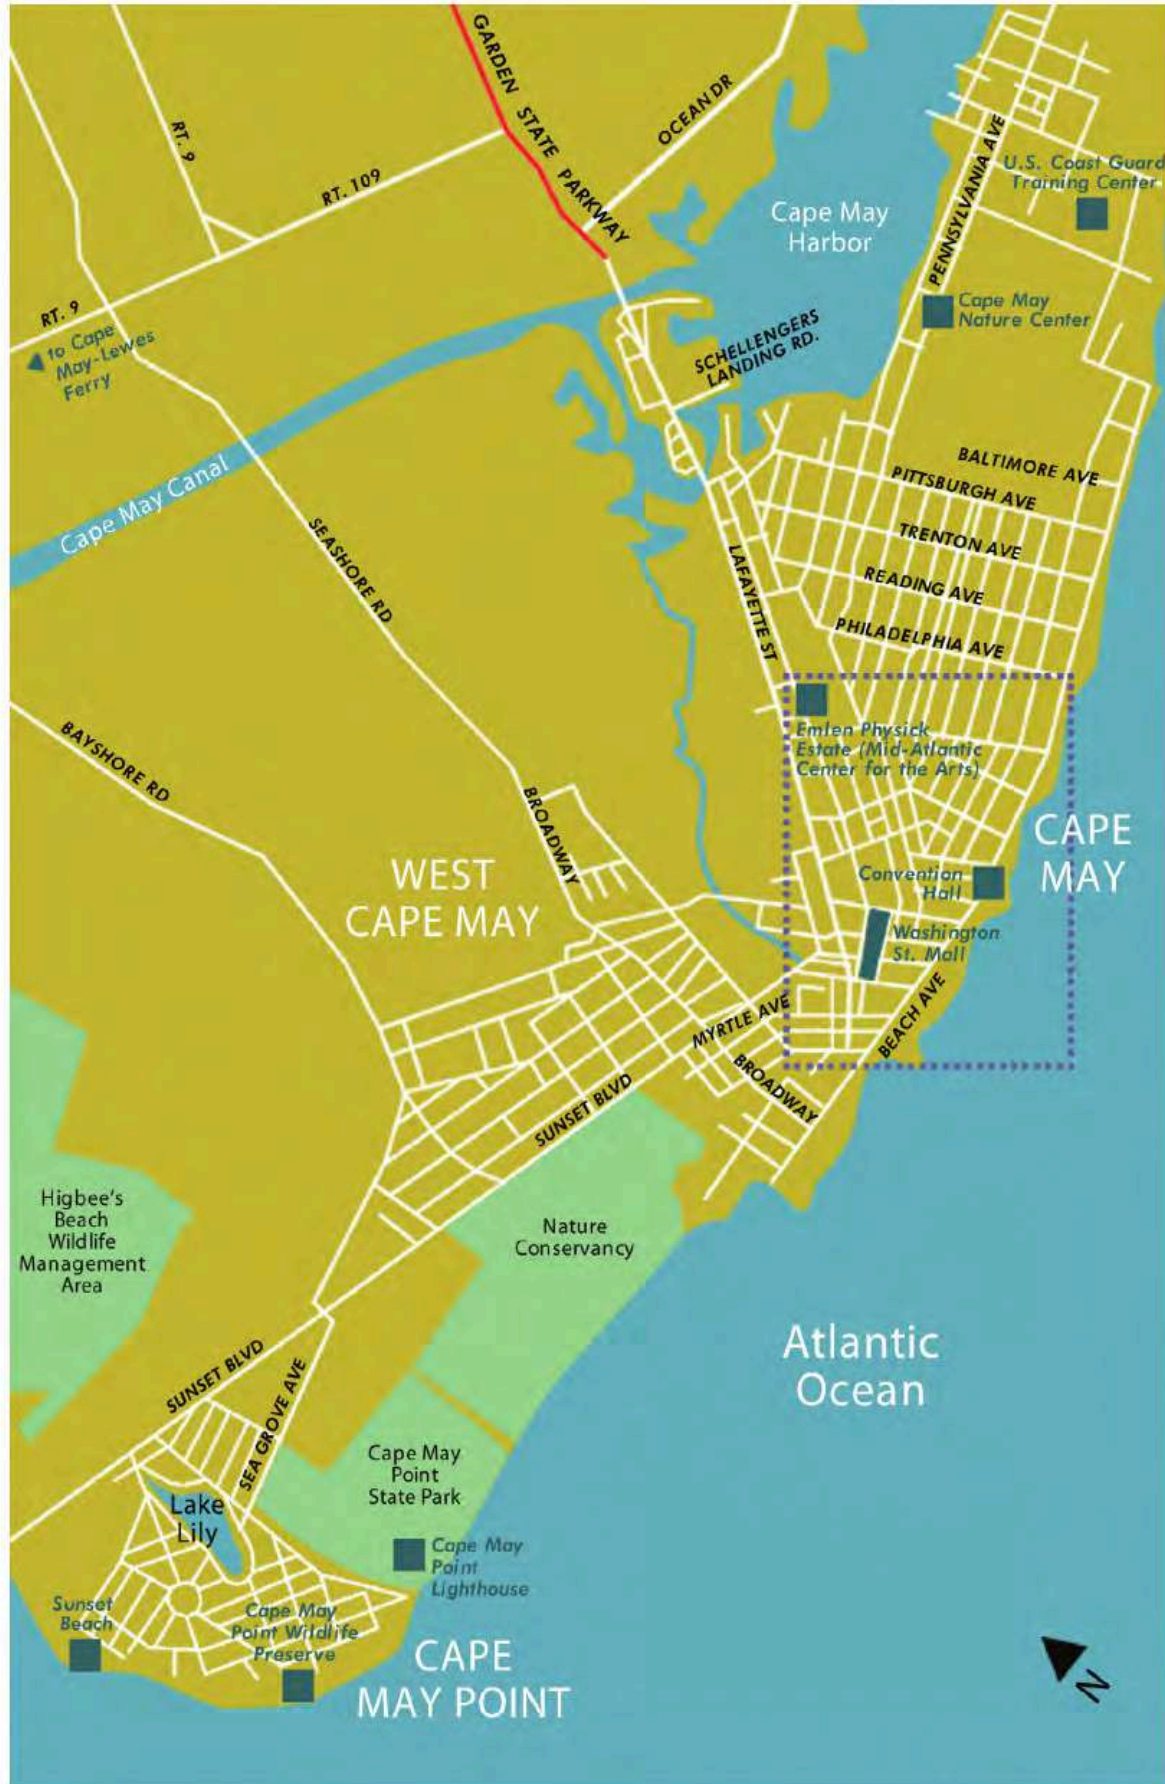 GARDEN STATE PARKWAY
OCEAN DR
RT. 9
RT. 109
PENNSYLVANIA AVE
U.S. Coast Guard
Training Center
Cape May
Harbor
RT. 9
to Cape
May-Lewes
Ferry
Cape May
Nature Center
SCHELLENGERS
LANDING RD.
Cape May Canal
BALTIMORE AVE
PITTSBURGH AVE
TRENTON AVE
READING AVE
PHILADELPHIA AVE
SEASHORE RD
LAFAYETTE ST
Emlen Physick
Estate (Mid-Atlantic
Center for the Arts)
BAYSHORE RD
BROADWAY
WEST
CAPE MAY
CAPE
MAY
Convention
Hall
Washington
St. Mall
MYRTLE AVE
BEACH AVE
BROADWAY
SUNSET BLVD
Higbee's
Beach
Wildlife
Management
Area
Nature
Conservancy
Atlantic
Ocean
SUNSET BLVD
SEA GROVE AVE
Cape May
Point
State Park
Lake
Lily
Cape May
Point
Lighthouse
Sunset
Beach
Cape May
Point Wildlife
Preserve
CAPE
MAY POINT
N